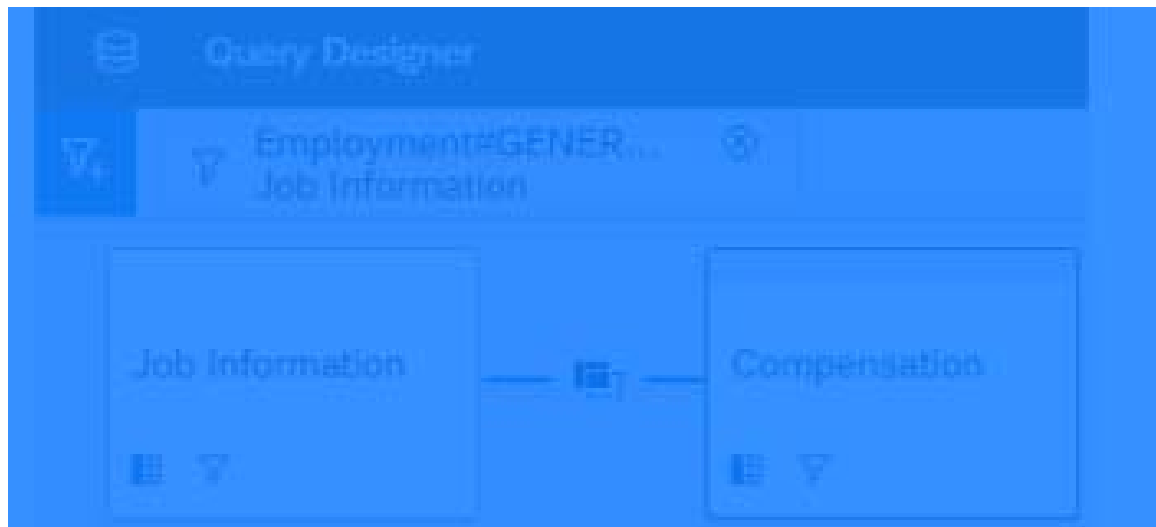 Query Designer
Employment#GENER...
Job Information
Job Information
Compensation